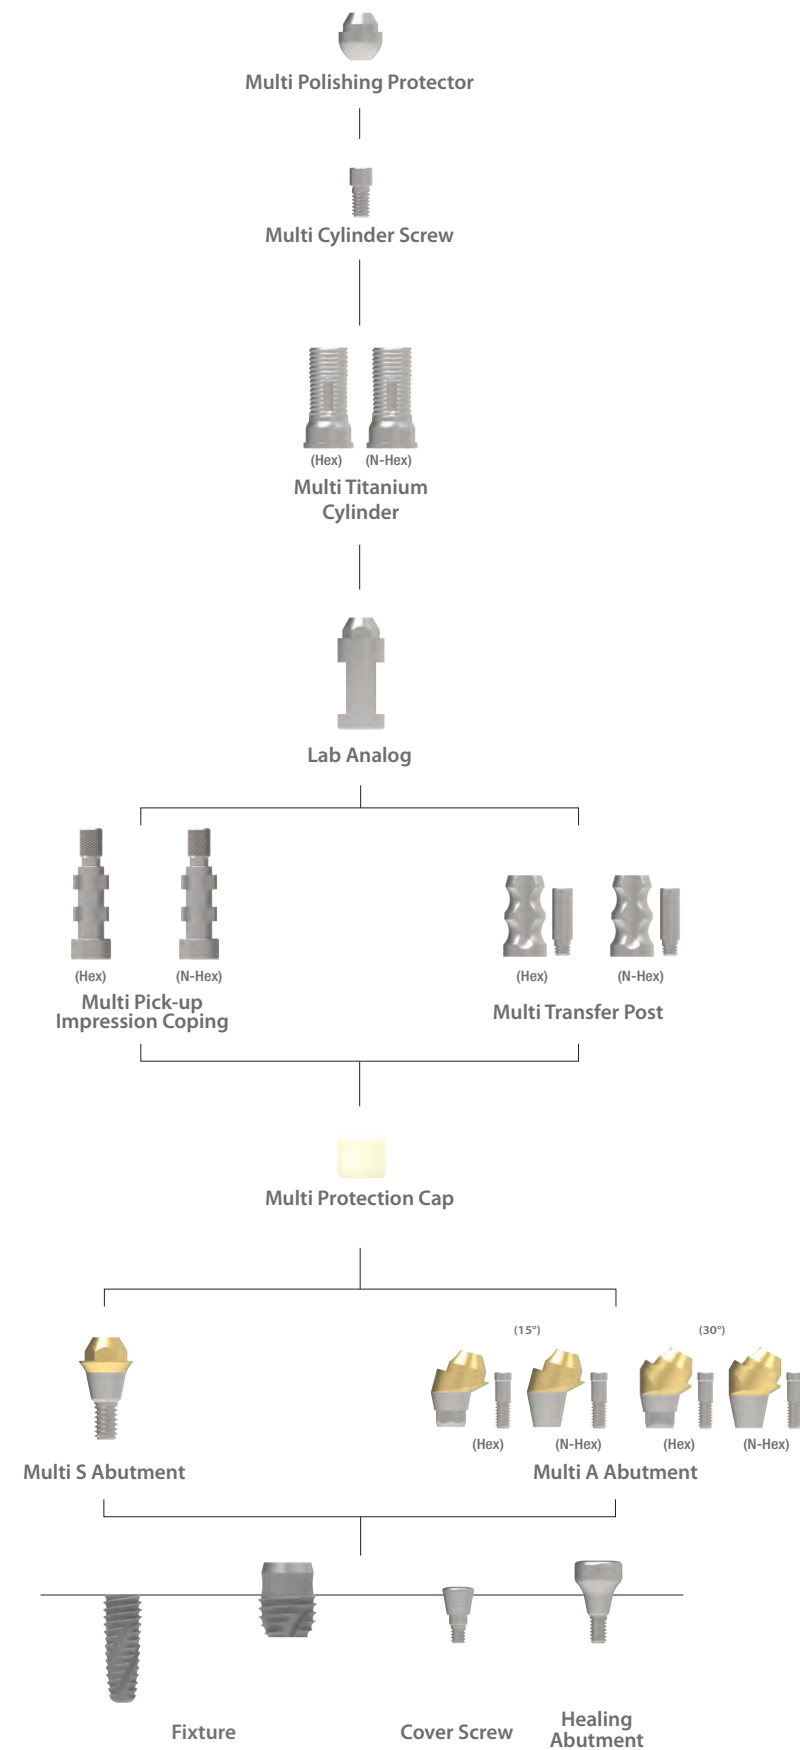 Multi Polishing Protector
Multi Cylinder Screw
(Hex) (N-Hex)
Multi Titanium
Cylinder
Lab Analog
(Hex) (N-Hex)
Multi Pick-up
Impression Coping
(Hex) (N-Hex)
Multi Transfer Post
Multi Protection Cap
Multi S Abutment
(15°) (30°)
(Hex) (N-Hex) (Hex) (N-Hex)
Multi A Abutment
Fixture
Cover Screw
Healing
Abutment